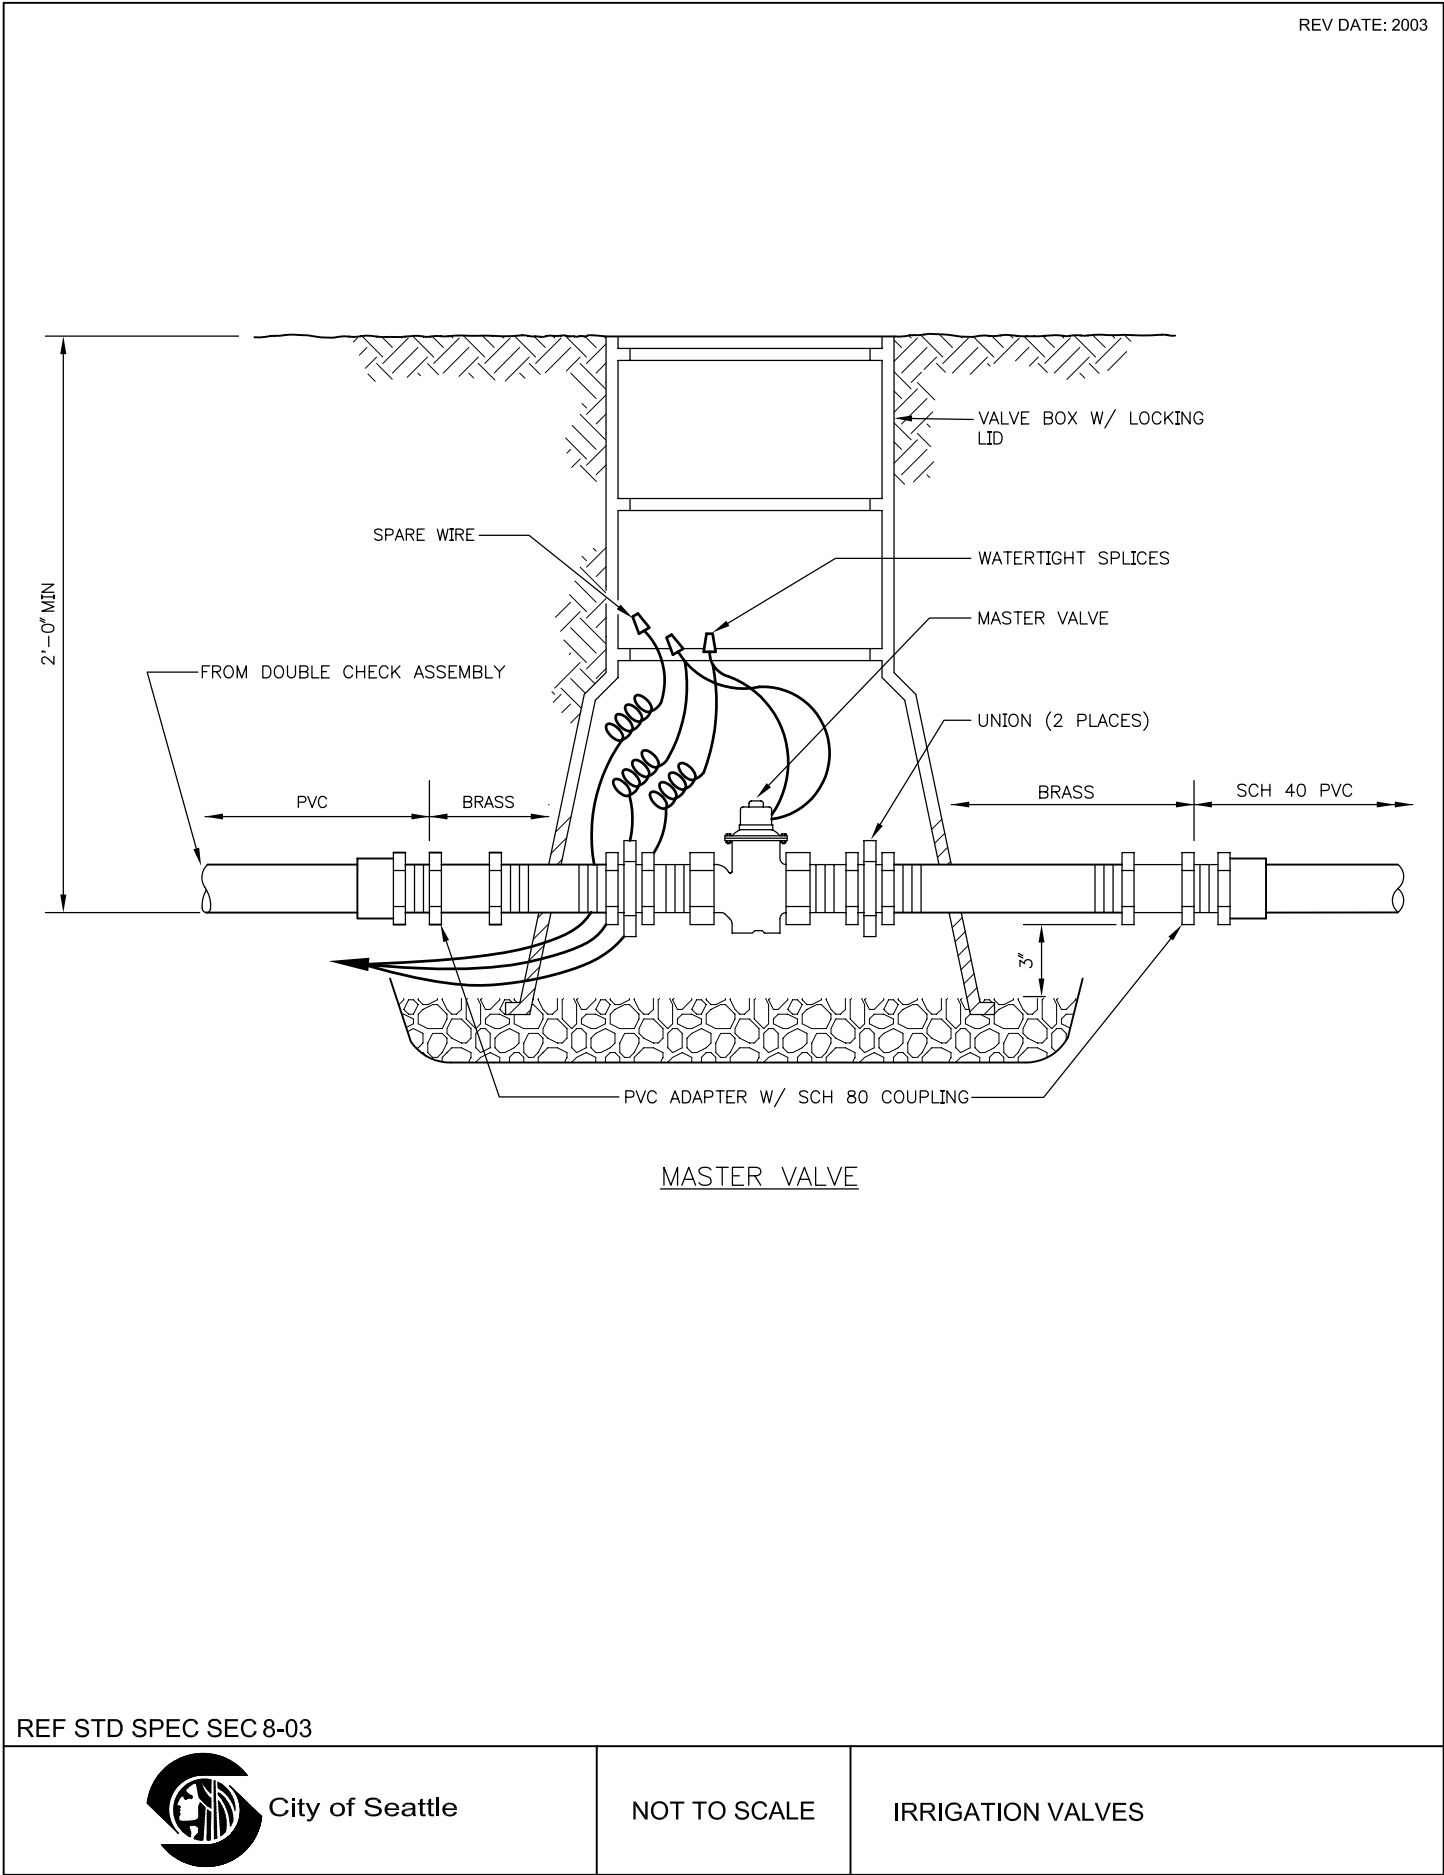 REV DATE: 2003
VALVE BOX W/ LOCKING
LID
SPARE WIRE
WATERTIGHT SPLICES
2'-0" MIN
MASTER VALVE
FROM DOUBLE CHECK ASSEMBLY
UNION (2 PLACES)
PVC
BRASS
BRASS
SCH 40 PVC
3"
PVC ADAPTER W/ SCH 80 COUPLING
MASTER VALVE
REF STD SPEC SEC 8-03
City of Seattle
NOT TO SCALE
IRRIGATION VALVES